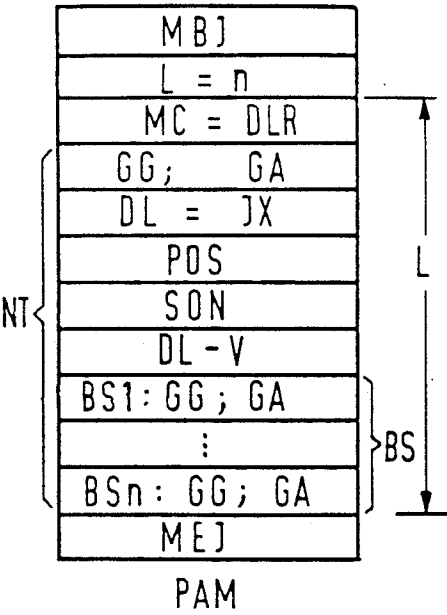 MBJ
L = n
MC = DLR
GG; GA
DL = JX
POS
SON
DL-V
BS1: GG; GA
⋮
BSn: GG; GA
MEJ
NT
L
BS
PAM